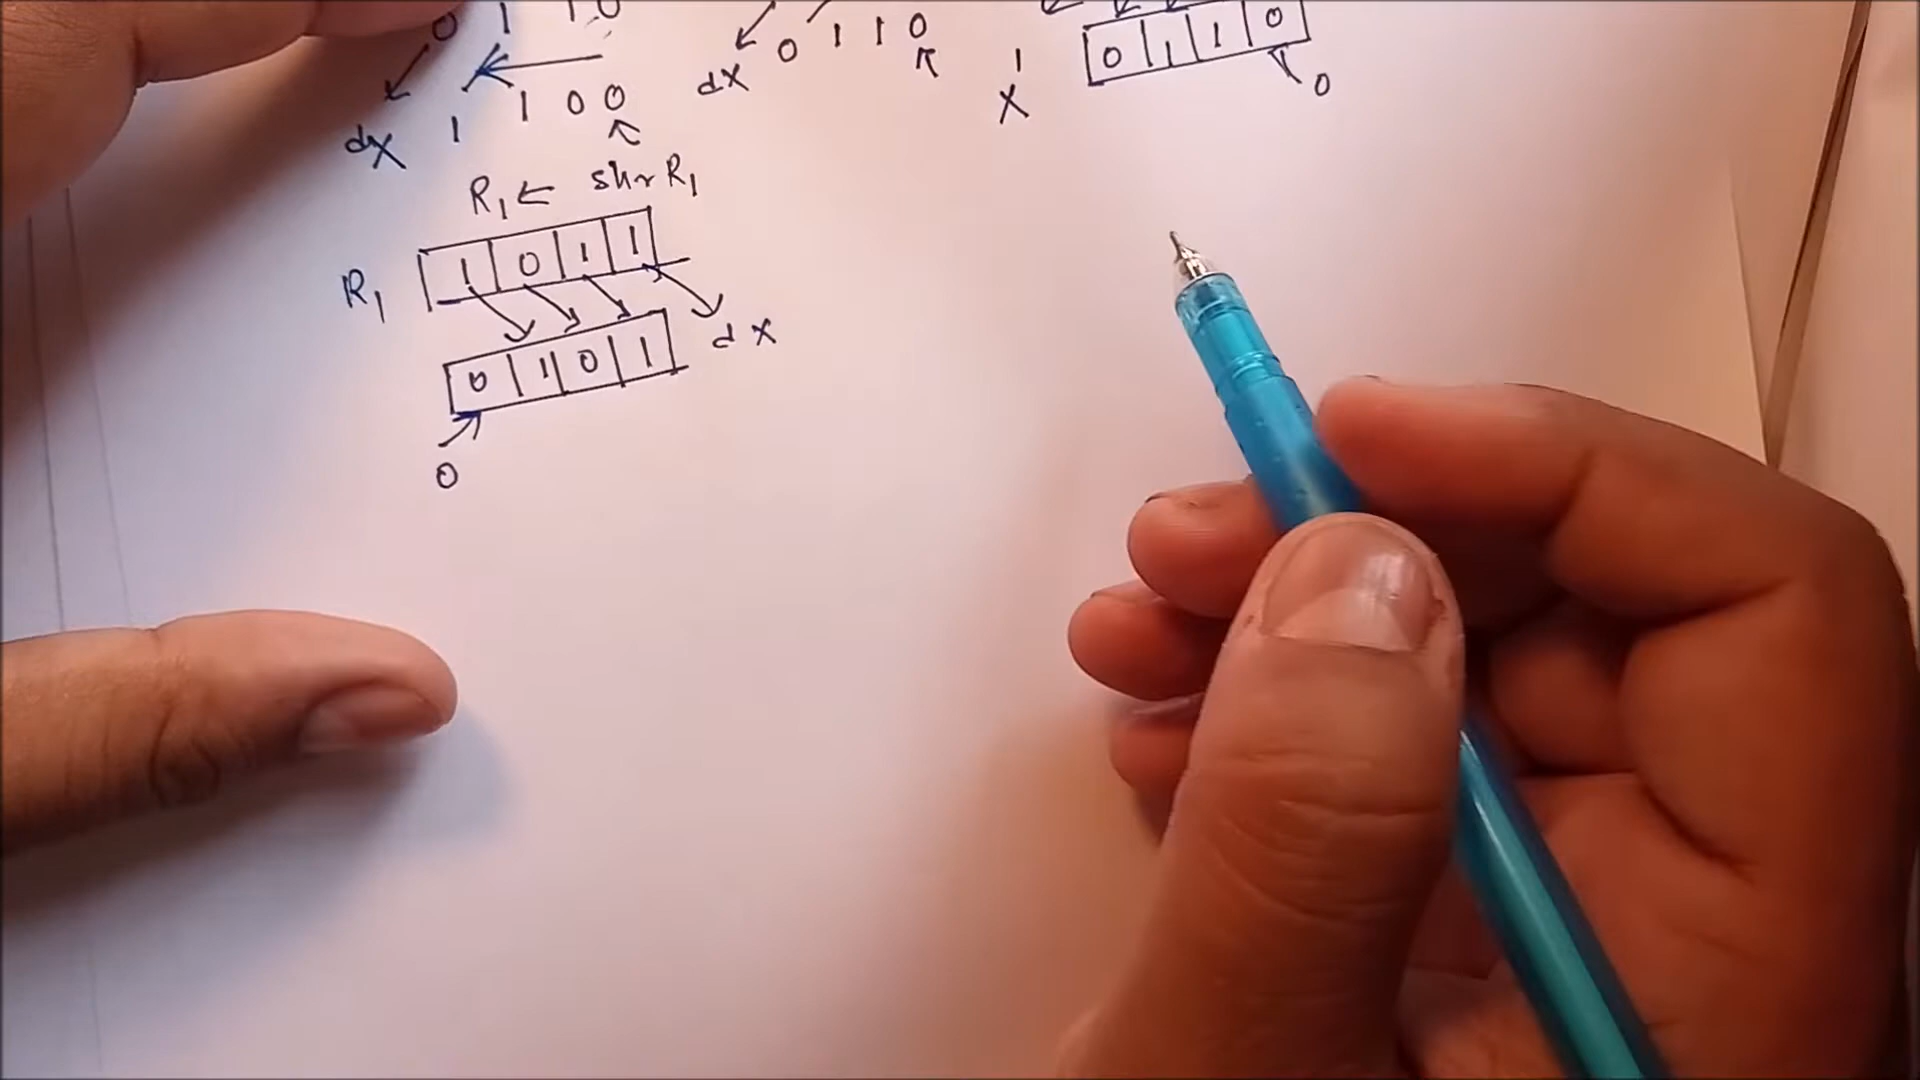 0 1 1 0
dx 1 1 0 0
dx 0 1 1 0
1
X
0 1 1 0
0
R1 ← shr R1
R1 1 0 1 1
0 1 0 1 d x
0